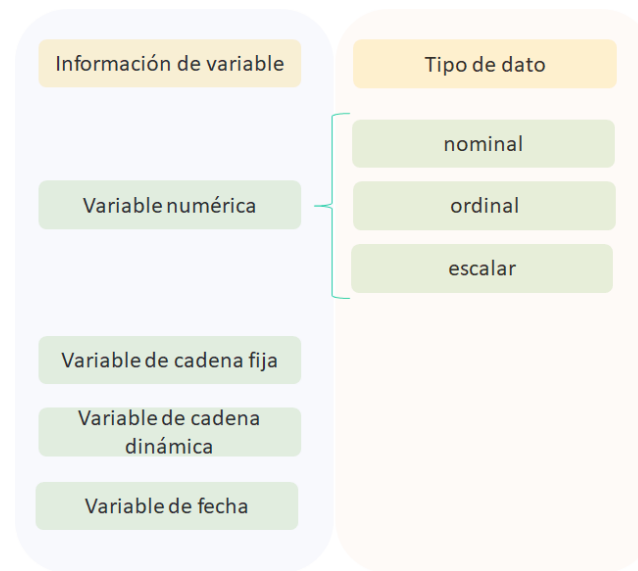 Información de variable
Tipo de dato
nominal
Variable numérica
ordinal
escalar
Variable de cadena fija
Variable de cadena
dinámica
Variable de fecha